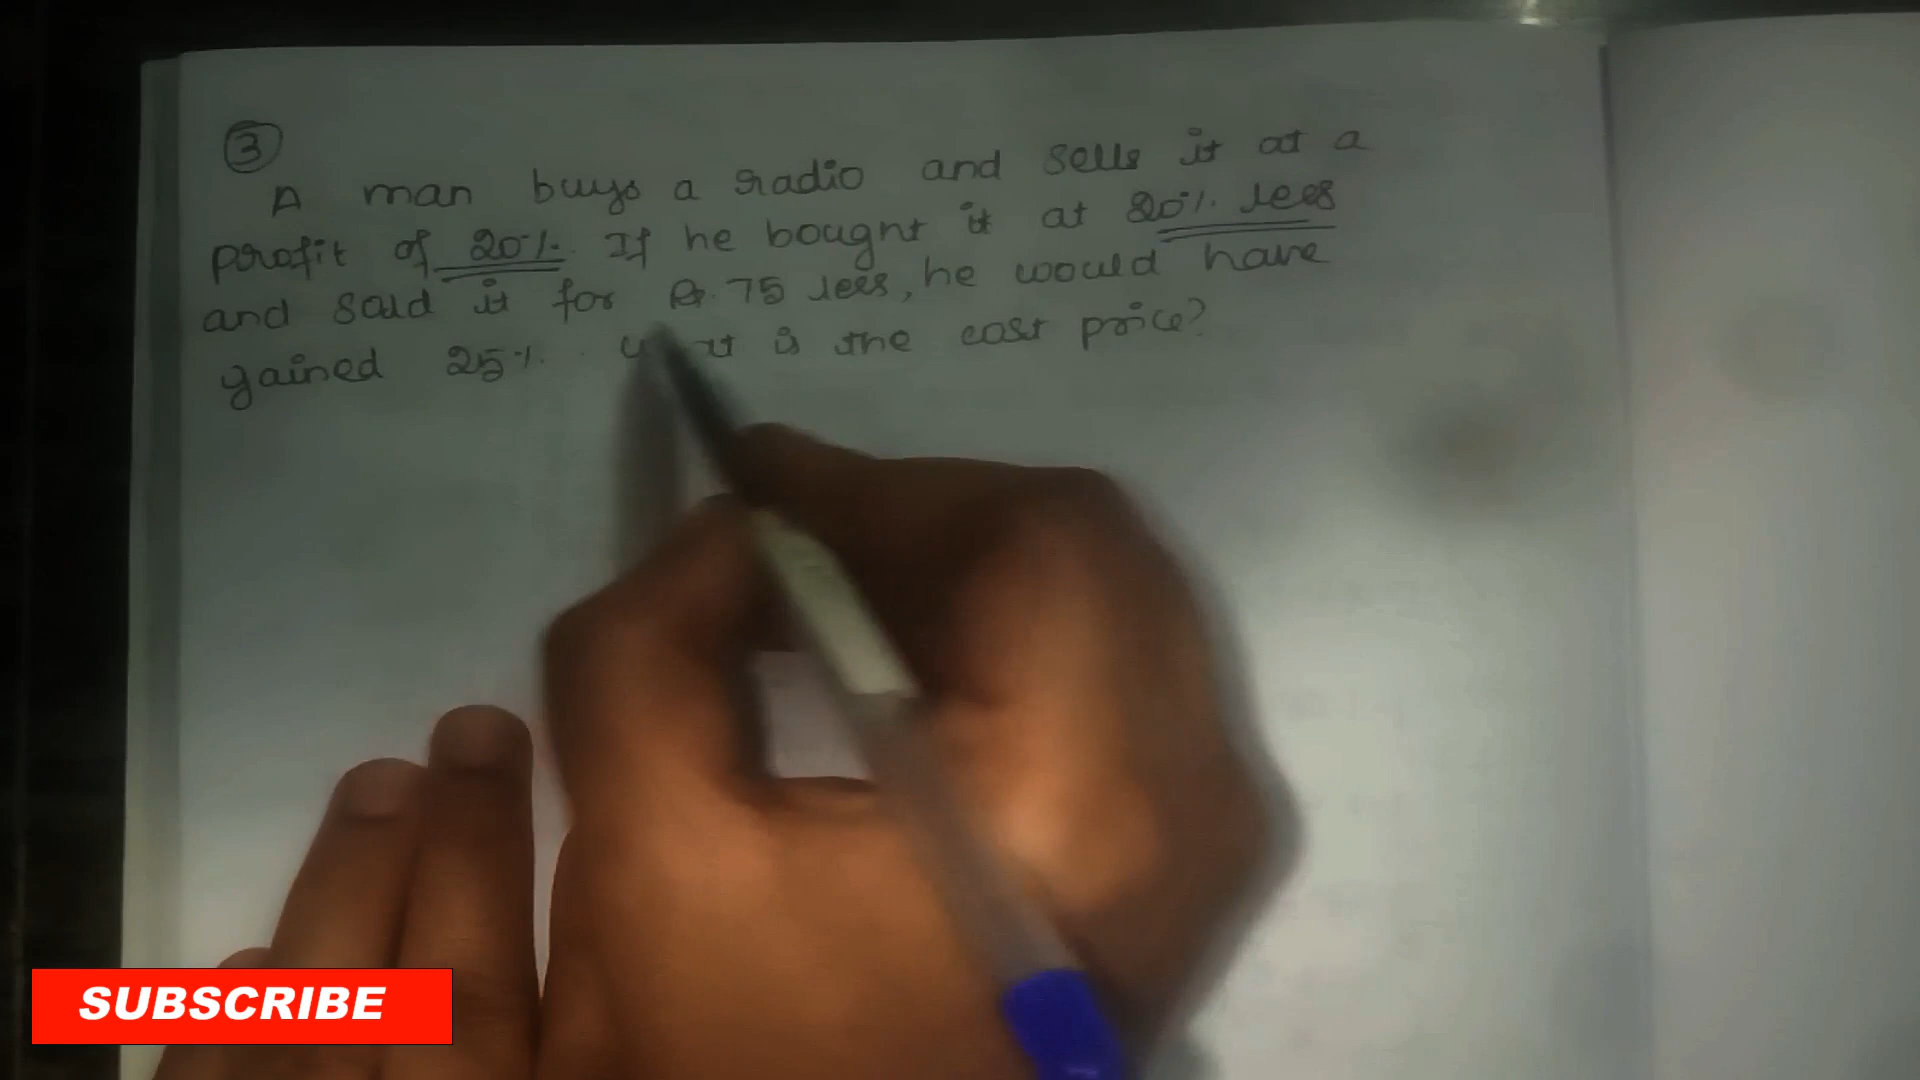 3
A man buys a radio and sells it at a
profit of 20%. If he bought it at 20% less
and sold it for Rs. 75 less, he would have
gained 25%. is the cost price?
SUBSCRIBE